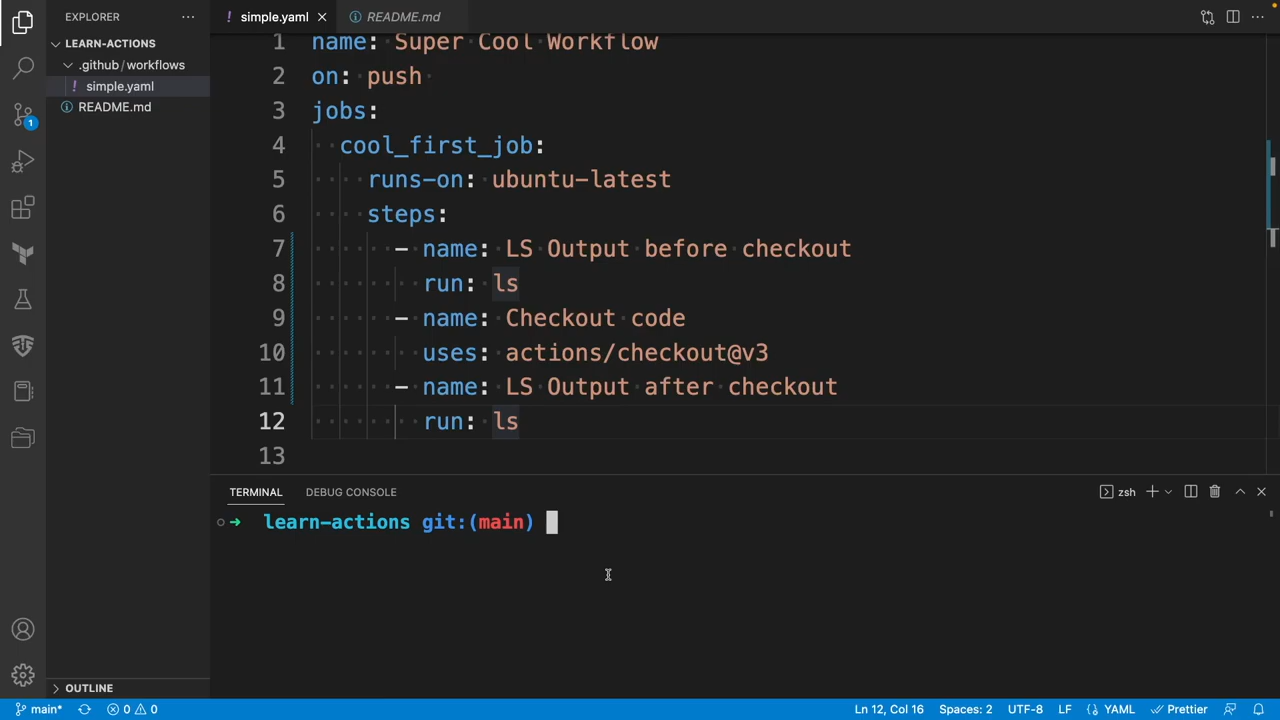 EXPLORER
simple.yaml
README.md
LEARN-ACTIONS
.github/workflows
simple.yaml
README.md
1 name: Super Cool Workflow
2 on: push
3 jobs:
4 cool_first_job:
5 runs-on: ubuntu-latest
6 steps:
7 - name: LS Output before checkout
8 run: ls
9 - name: Checkout code
10 uses: actions/checkout@v3
11 - name: LS Output after checkout
12 run: ls
13
1
TERMINAL DEBUG CONSOLE
zsh
learn-actions git:(main)
OUTLINE
main* 0 0 Ln 12, Col 16 Spaces: 2 UTF-8 LF {} YAML Prettier